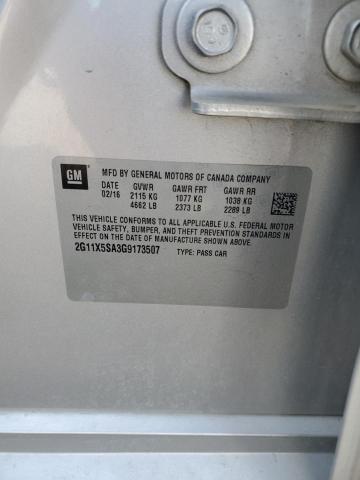 GM
MFD BY GENERAL MOTORS OF CANADA COMPANY
DATE GVWR GAWR FRT GAWR RR
02/16 2115 KG 1077 KG 1038 KG
4662 LB 2373 LB 2289 LB
THIS VEHICLE CONFORMS TO ALL APPLICABLE U.S. FEDERAL MOTOR
VEHICLE SAFETY, BUMPER, AND THEFT PREVENTION STANDARDS IN
EFFECT ON THE DATE OF MANUFACTURE SHOWN ABOVE.
2G11X5SA3G9173507 TYPE: PASS CAR